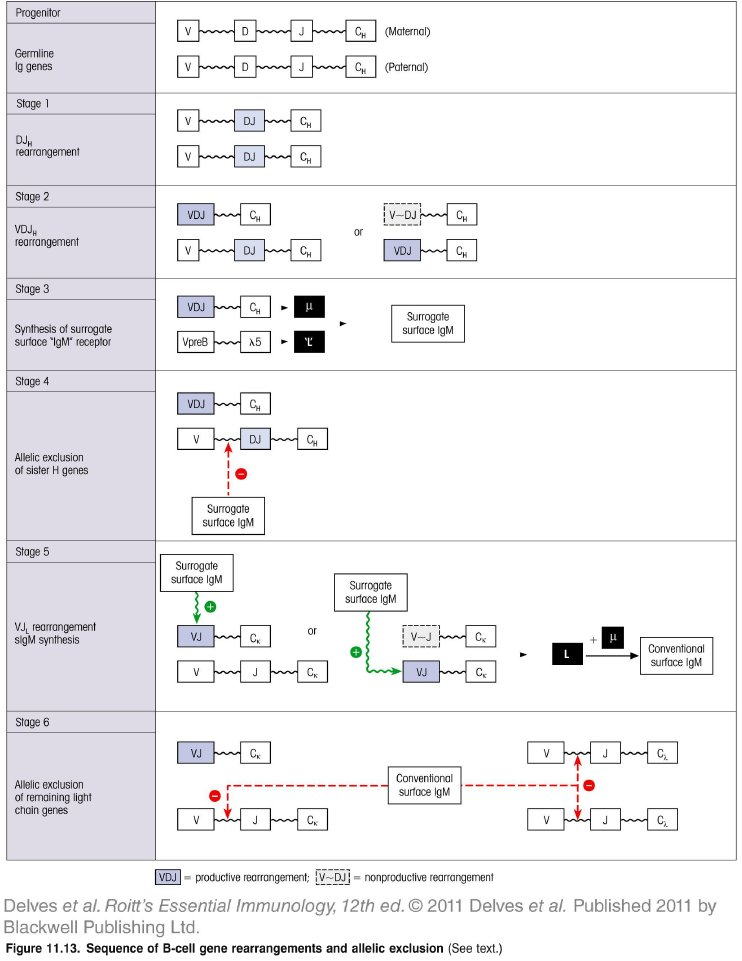 Progenitor
Germline
Ig genes
V D J CH (Maternal)
V D J CH (Paternal)
Stage 1
DJH
rearrangement
V DJ CH
V DJ CH
Stage 2
VDJH
rearrangement
VDJ CH
V DJ CH
or
V~DJ CH
VDJ CH
Stage 3
Synthesis of surrogate
surface "IgM" receptor
VDJ CH μ
VpreB λ5 'L'
Surrogate
surface IgM
Stage 4
Allelic exclusion
of sister H genes
VDJ CH
V DJ CH
−
Surrogate
surface IgM
Stage 5
VJL rearrangement
sIgM synthesis
Surrogate
surface IgM
+
VJ Cκ
V J Cκ
or
Surrogate
surface IgM
+
V~J Cκ
VJ Cκ
L + μ
Conventional
surface IgM
Stage 6
Allelic exclusion
of remaining light
chain genes
VJ Cκ
V J Cκ
−
Conventional
surface IgM
−
V J Cλ
V J Cλ
VDJ = productive rearrangement; V~DJ = nonproductive rearrangement
Delves et al. Roitt's Essential Immunology, 12th ed. © 2011 Delves et al. Published 2011 by
Blackwell Publishing Ltd.
Figure 11.13. Sequence of B-cell gene rearrangements and allelic exclusion (See text.)